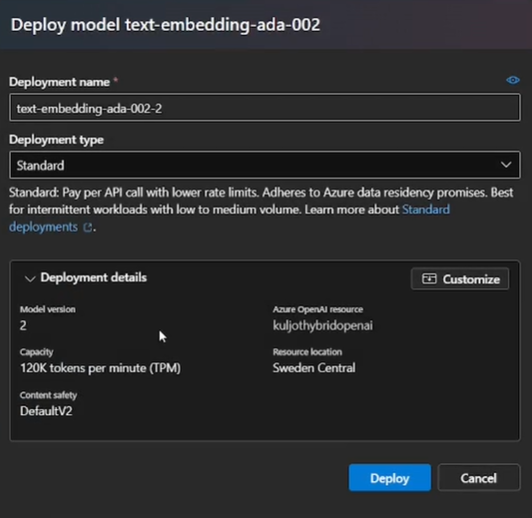 Deploy model text-embedding-ada-002
Deployment name *
text-embedding-ada-002-2
Deployment type
Standard
Standard: Pay per API call with lower rate limits. Adheres to Azure data residency promises. Best
for intermittent workloads with low to medium volume. Learn more about Standard
deployments .
Deployment details
Customize
Model version
2
Azure OpenAI resource
kuljothybridopenai
Capacity
120K tokens per minute (TPM)
Resource location
Sweden Central
Content safety
DefaultV2
Deploy
Cancel